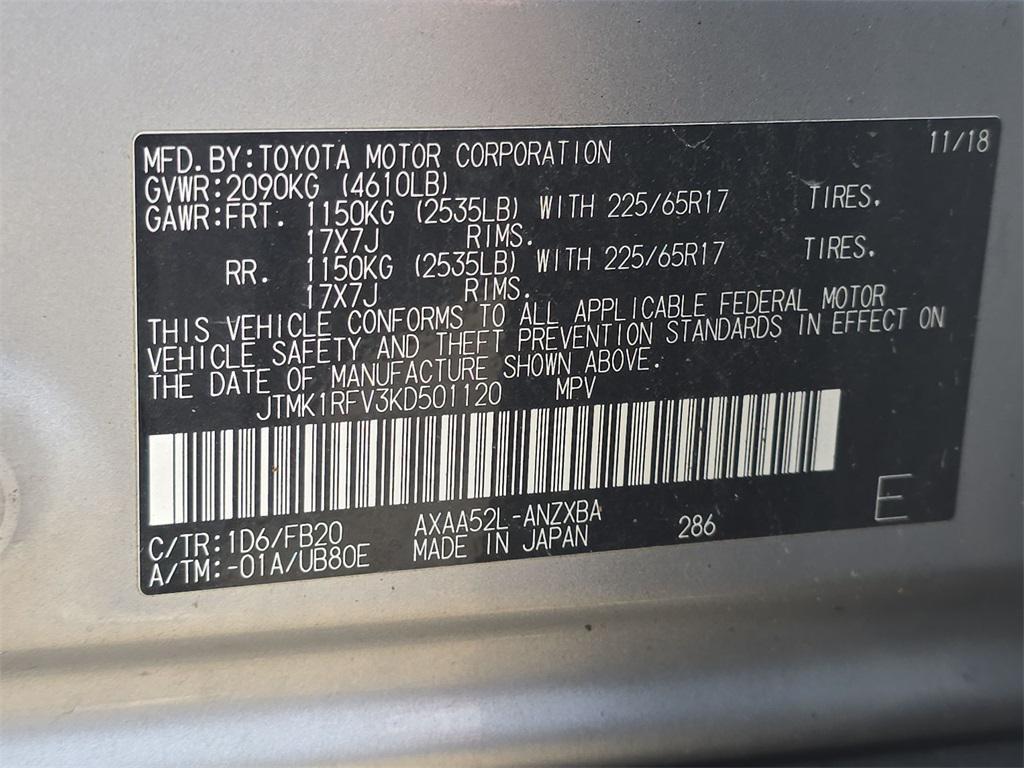 11/18
MFD.BY:TOYOTA MOTOR CORPORATION
GVWR:2090KG (4610LB)
GAWR:FRT. 1150KG (2535LB) WITH 225/65R17 TIRES.
17X7J RIMS.
RR. 1150KG (2535LB) WITH 225/65R17 TIRES.
17X7J RIMS.
THIS VEHICLE CONFORMS TO ALL APPLICABLE FEDERAL MOTOR
VEHICLE SAFETY AND THEFT PREVENTION STANDARDS IN EFFECT ON
THE DATE OF MANUFACTURE SHOWN ABOVE.
JTMK1RFV3KD501120 MPV
C/TR:1D6/FB20 AXAA52L-ANZXBA 286 E
A/TM:-01A/UB80E MADE IN JAPAN